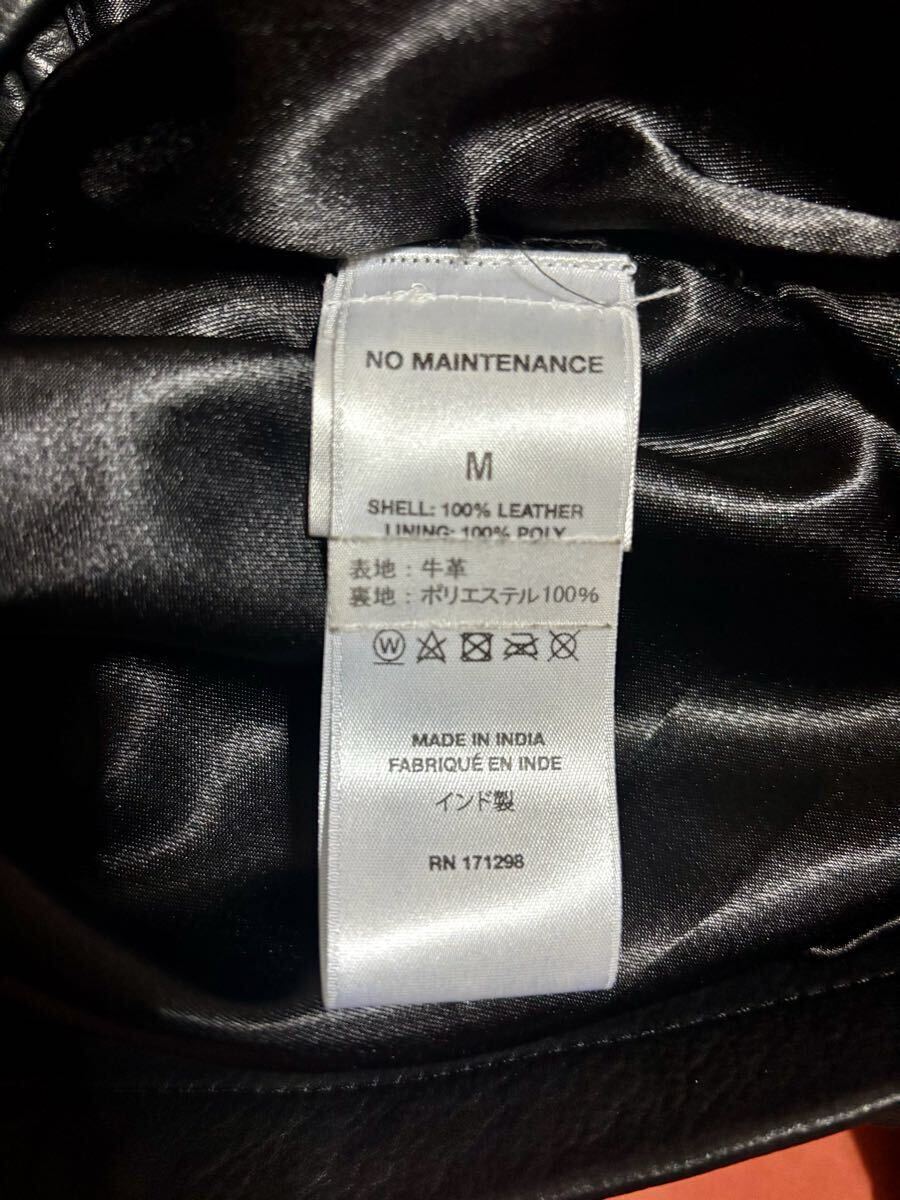 NO MAINTENANCE
M
SHELL: 100% LEATHER
LINING: 100% POLY
表地：牛革
裏地：ポリエステル100%
W
MADE IN INDIA
FABRIQUÉ EN INDE
インド製
RN 171298